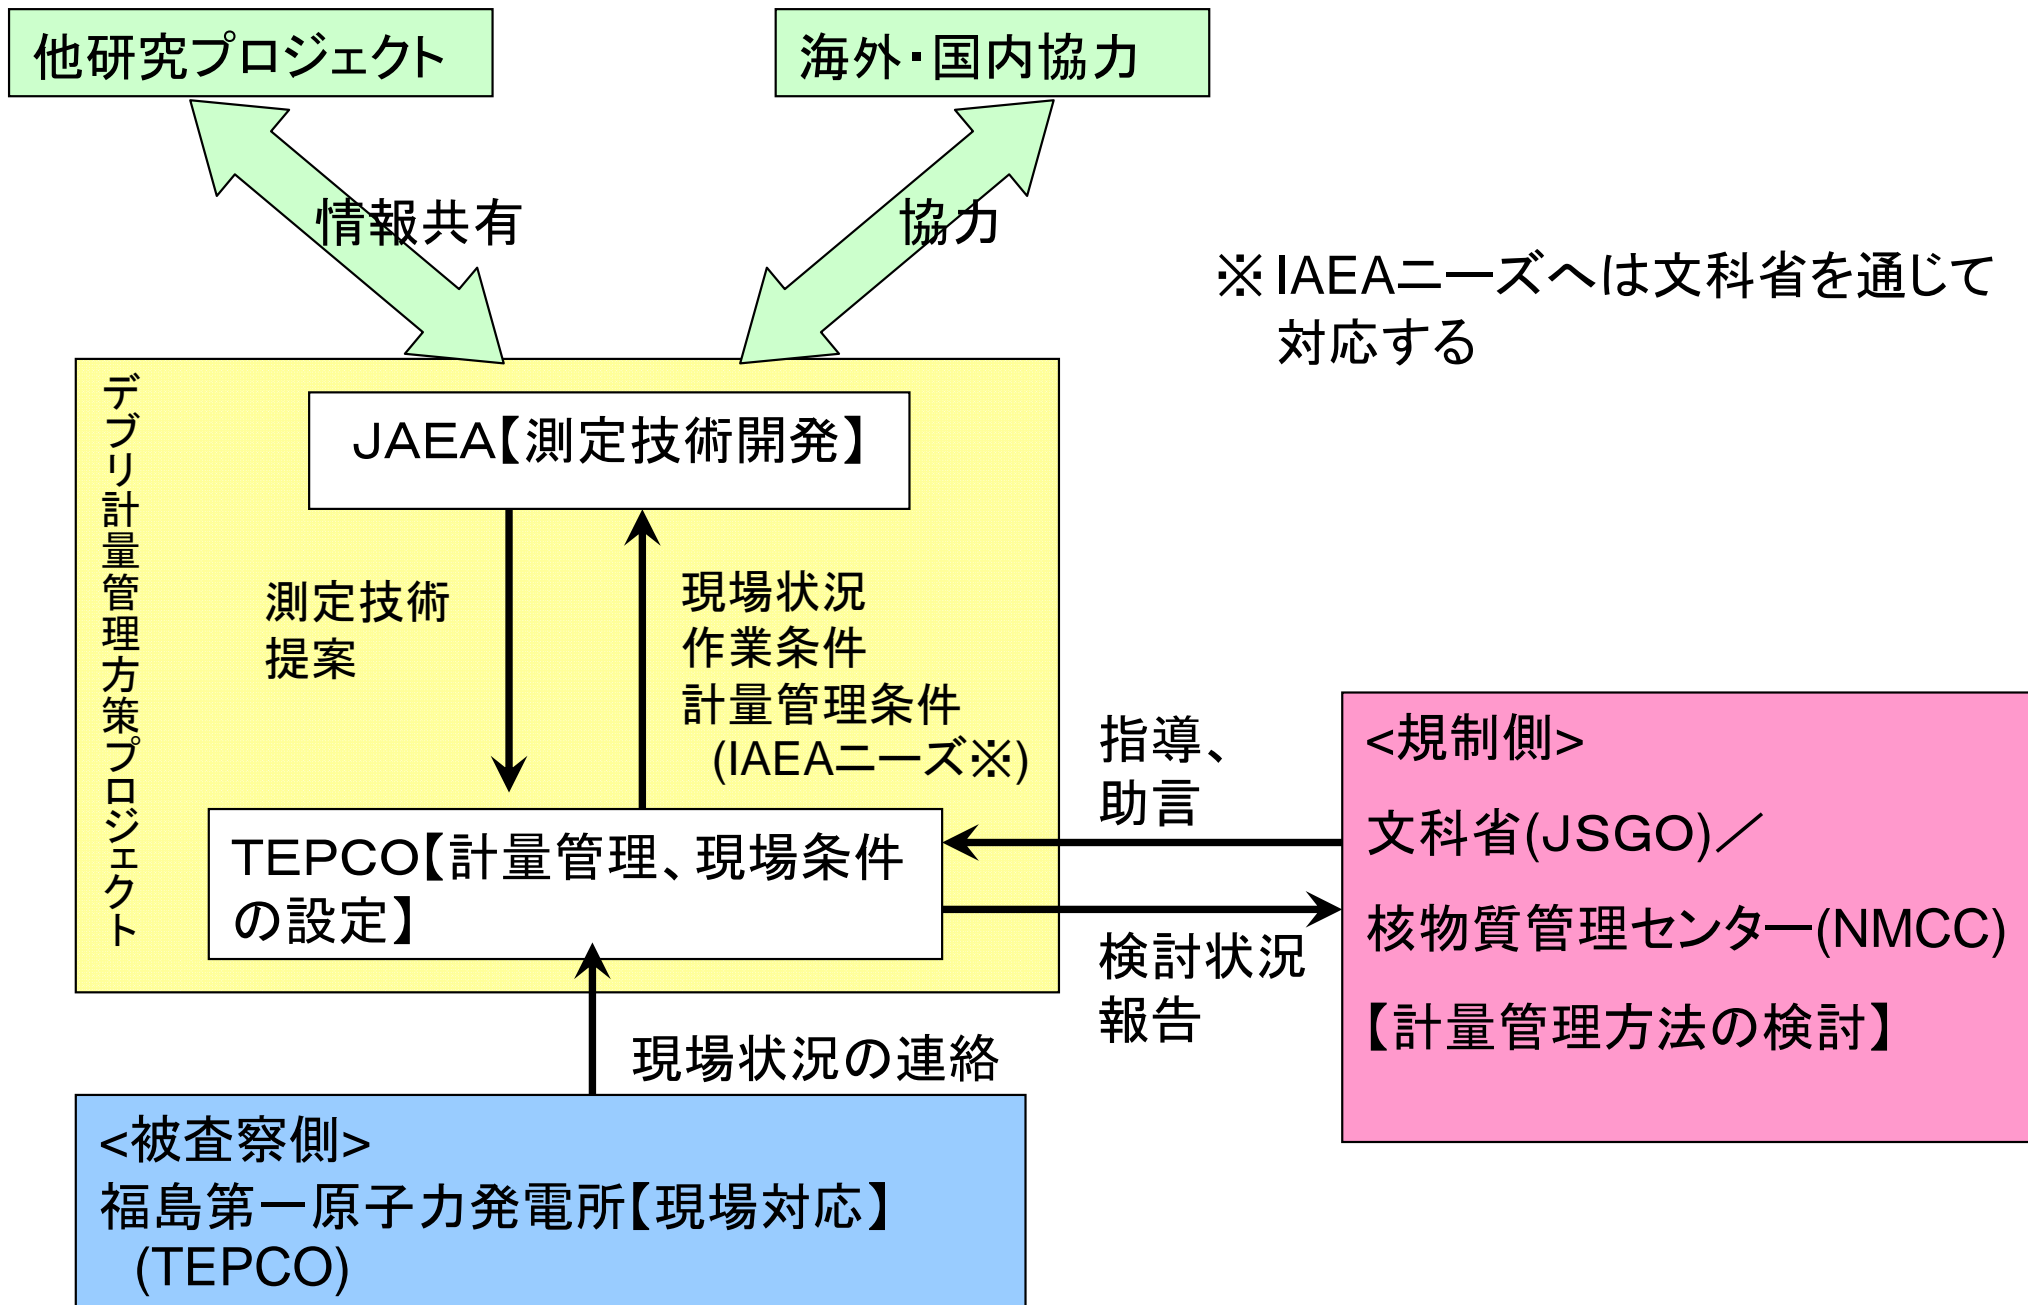 他研究プロジェクト
海外・国内協力
情報共有
協力
※IAEAニーズへは文科省を通じて
対応する
デブリ計量管理方策プロジェクト
JAEA【測定技術開発】
測定技術
提案
現場状況
作業条件
計量管理条件
(IAEAニーズ※)
TEPCO【計量管理、現場条件
の設定】
指導、
助言
検討状況
報告
<規制側>
文科省(JSGO)／
核物質管理センター(NMCC)
【計量管理方法の検討】
現場状況の連絡
<被査察側>
福島第一原子力発電所【現場対応】
(TEPCO)